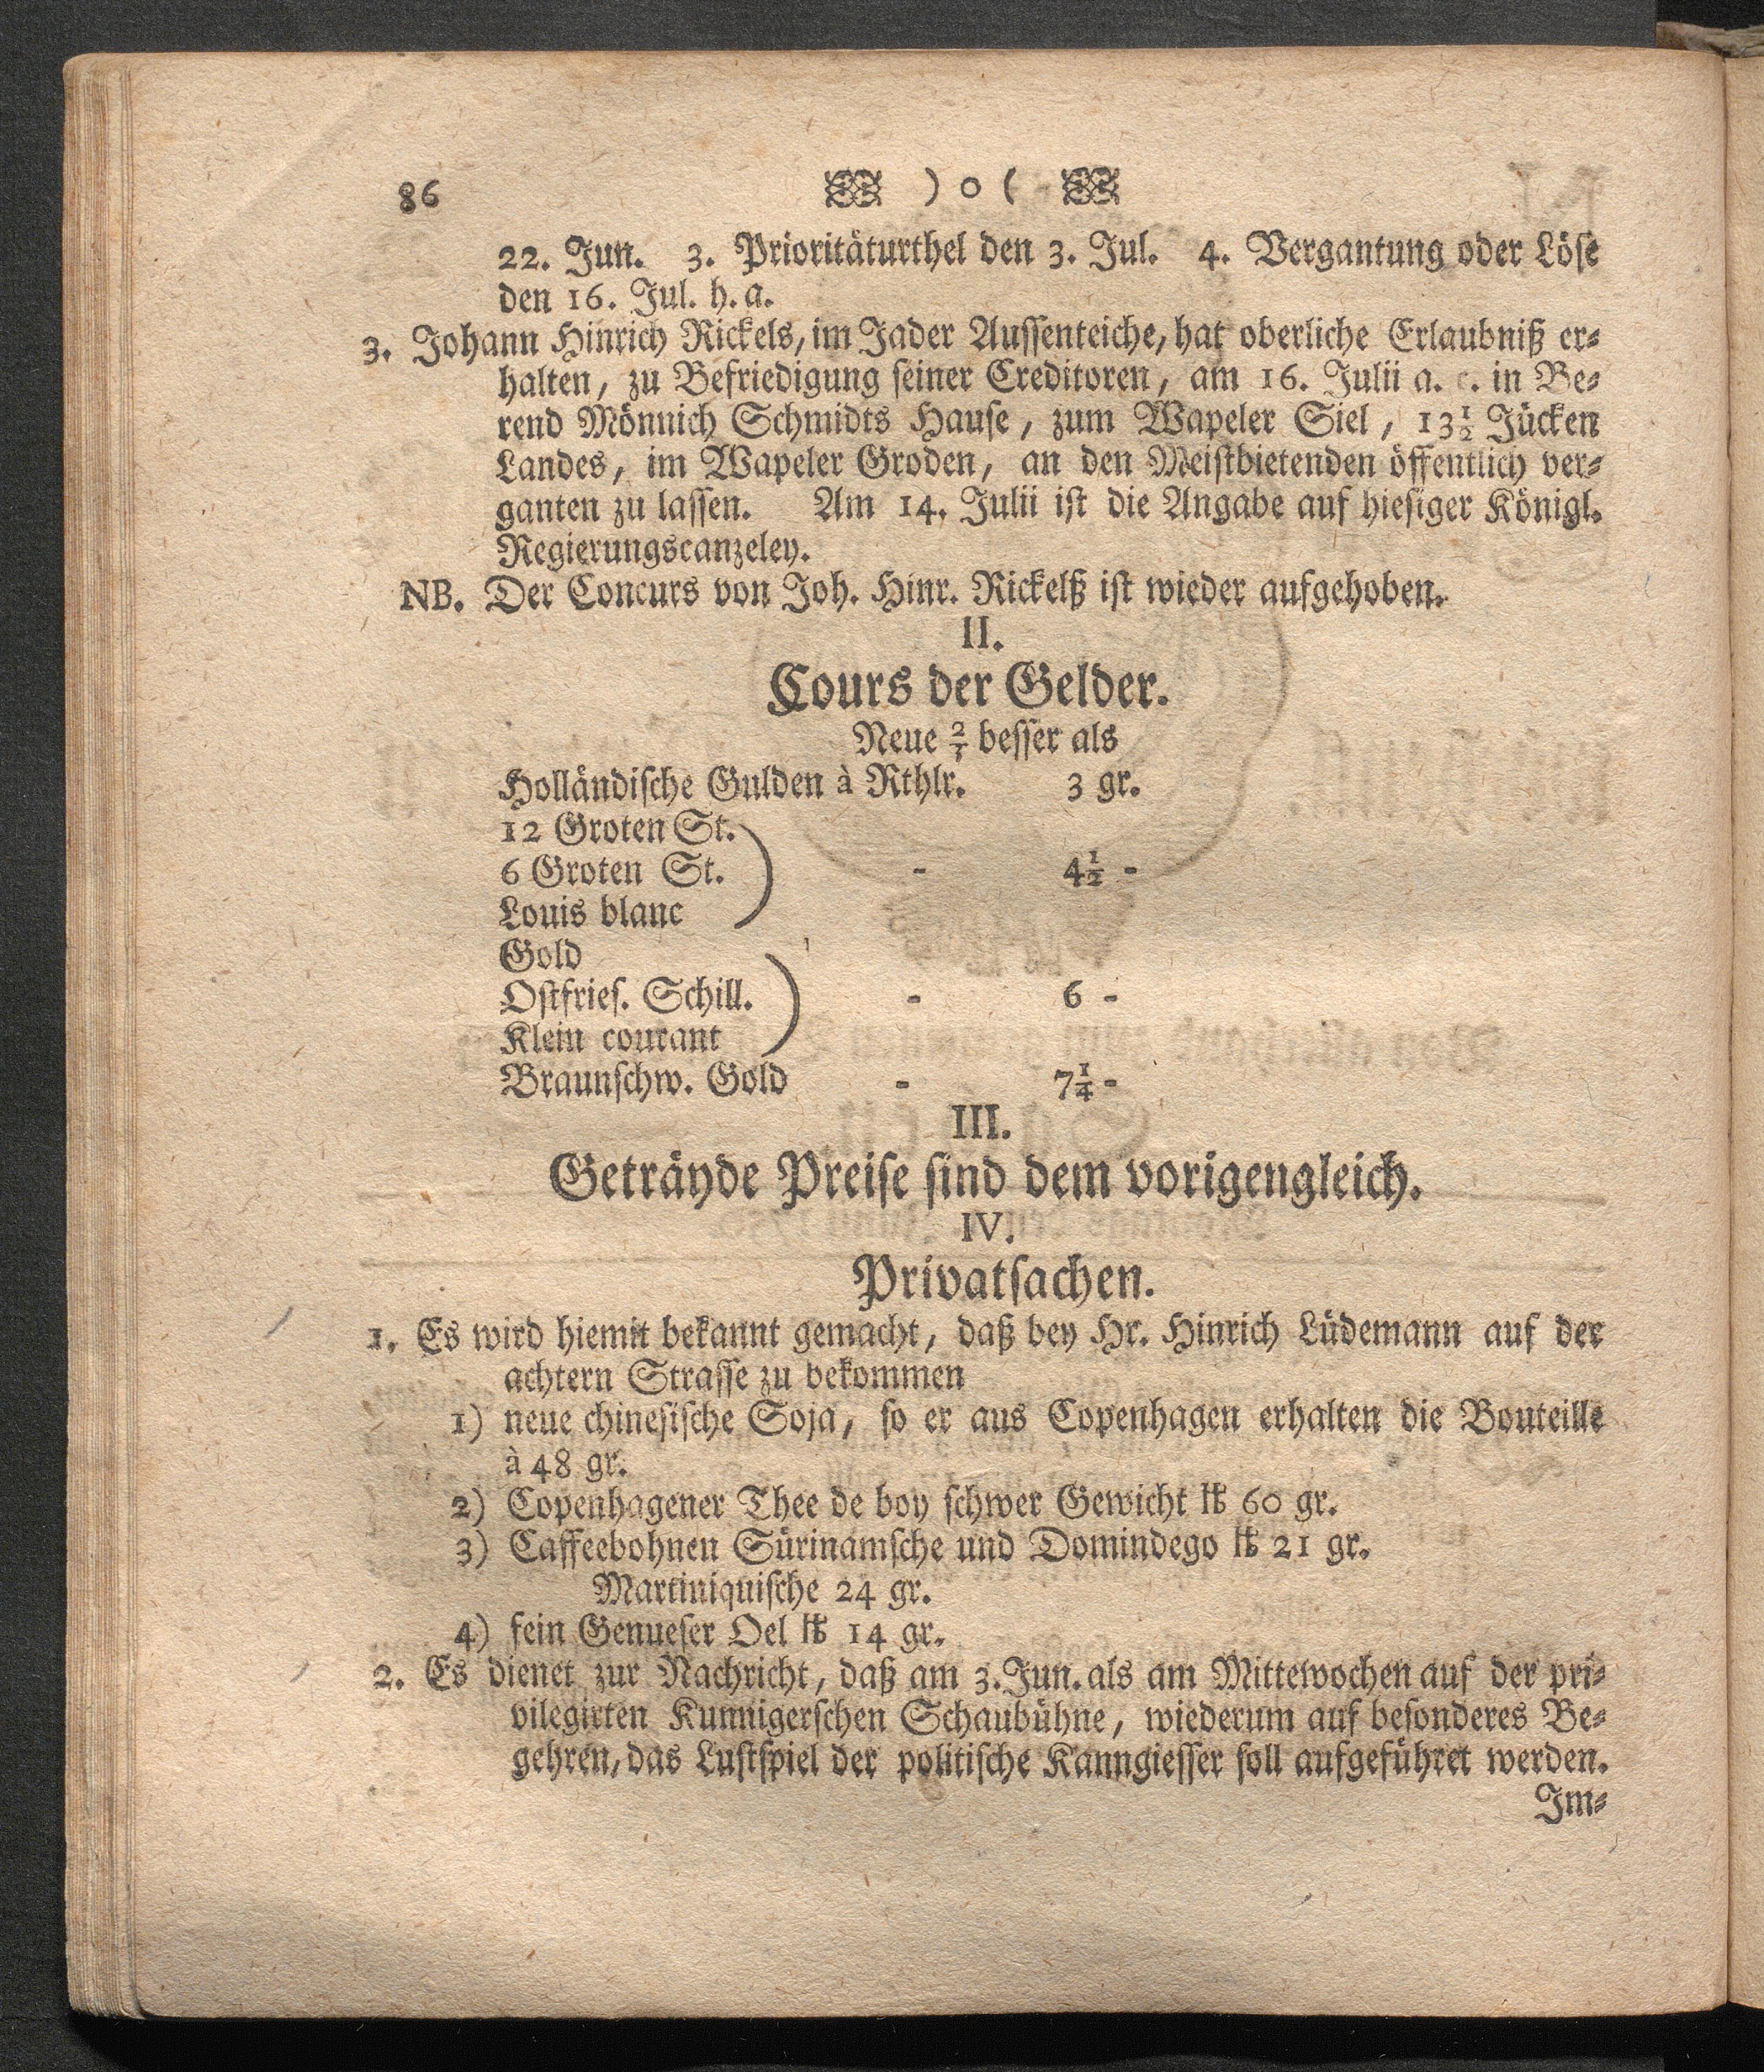 86 ) o (
22. Jun. 3. Prioritäturthel den 3. Jul. 4. Vergantung oder Löse
den 16. Jul. h. a.
3. Johann Hinrich Rickels, im Jader Aussenteiche, hat oberliche Erlaubniß er-
halten, zu Befriedigung seiner Creditoren, am 16. Julii a. c. in Be-
rend Mönnich Schmidts Hause, zum Wapeler Siel, 13½ Jücken
Landes, im Wapeler Groden, an den Meistbietenden öffentlich ver-
ganten zu lassen. Am 14. Julii ist die Angabe auf hiesiger Königl.
Regierungscanzeley.
NB. Der Concurs von Joh. Hinr. Rickelß ist wieder aufgehoben.
II.
Cours der Gelder.
Neue ⅔ besser als
Holländische Gulden à Rthlr. 3 gr.
12 Groten St.
6 Groten St. ) - 4½ -
Louis blanc
Gold
Ostfries. Schill. ) - 6 -
Klein courant
Braunschw. Gold - 7¼ -
III.
Geträyde Preise sind dem vorigengleich.
IV.
Privatsachen.
1. Es wird hiemit bekannt gemacht, daß bey Hr. Hinrich Lüdemann auf der
achtern Strasse zu bekommen
1) neue chinesische Soja, so er aus Copenhagen erhalten die Bouteille
à 48 gr.
2) Copenhagener Thee de boy schwer Gewicht ℔ 60 gr.
3) Caffeebohnen Sürinamsche und Domindego ℔ 21 gr.
Martiniquische 24 gr.
4) fein Genueser Oel ℔ 14 gr.
2. Es dienet zur Nachricht, daß am 3. Jun. als am Mittewochen auf der pri-
vilegirten Kunnigerschen Schaubühne, wiederum auf besonderes Be-
gehren, das Lustspiel der politische Kanngiesser soll aufgeführet werden.
Im-